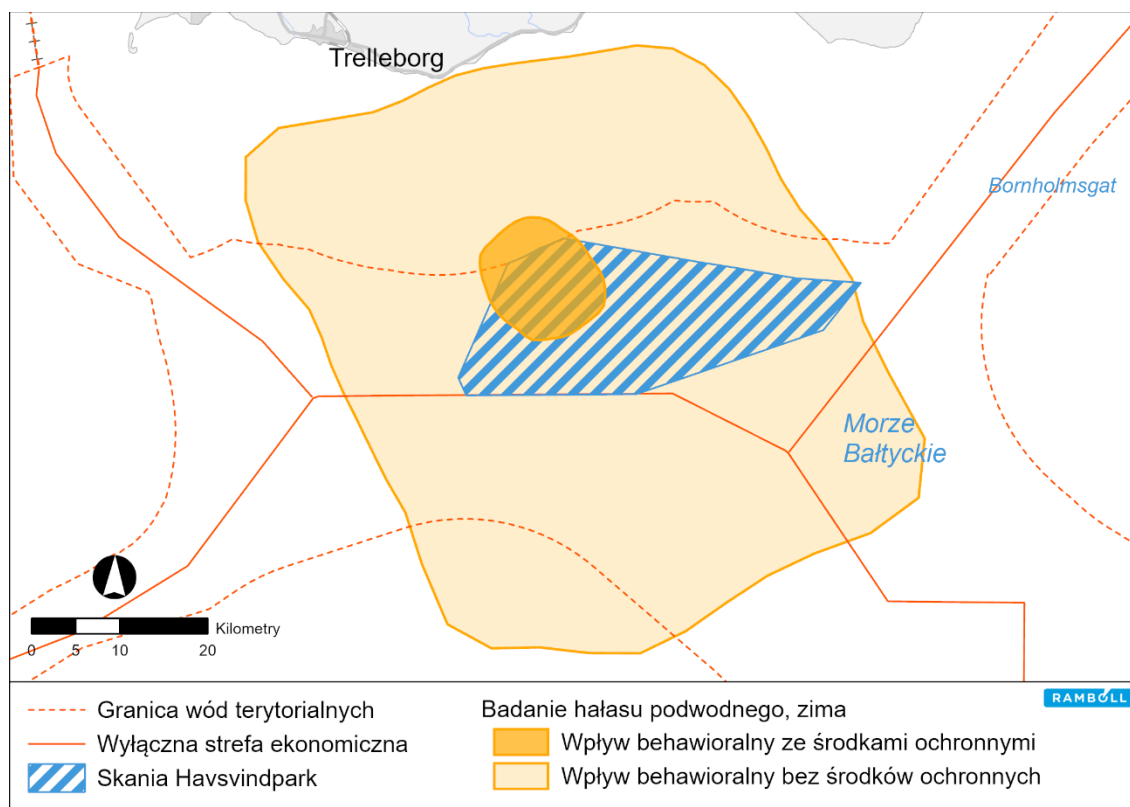 Trelleborg
Bornholmsgat
Morze
Bałtyckie
Kilometry
0 5 10 20
Granica wód terytorialnych
Wyłączna strefa ekonomiczna
Skania Havsvindpark
RAMBOLL
Badanie hałasu podwodnego, zima
Wpływ behawioralny ze środkami ochronnymi
Wpływ behawioralny bez środków ochronnych